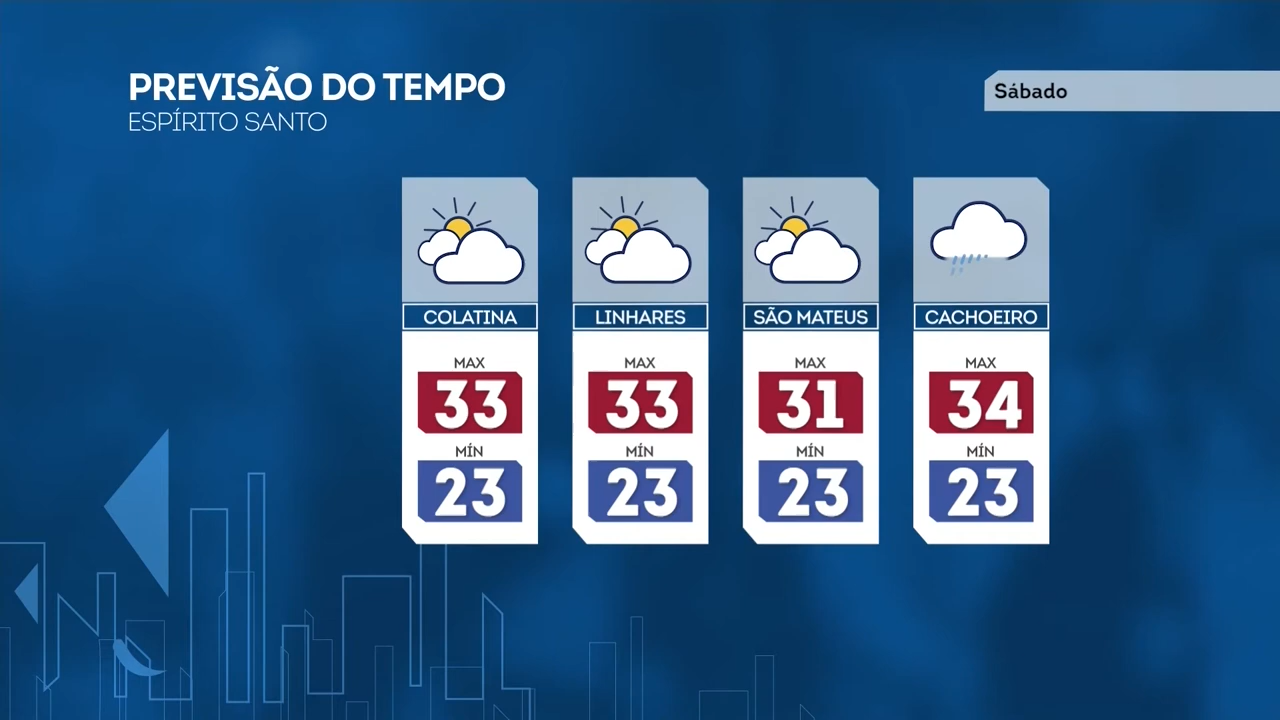 PREVISÃO DO TEMPO
ESPÍRITO SANTO
Sábado
COLATINA
MAX
33
MÍN
23
LINHARES
MAX
33
MÍN
23
SÃO MATEUS
MAX
31
MÍN
23
CACHOEIRO
MAX
34
MÍN
23